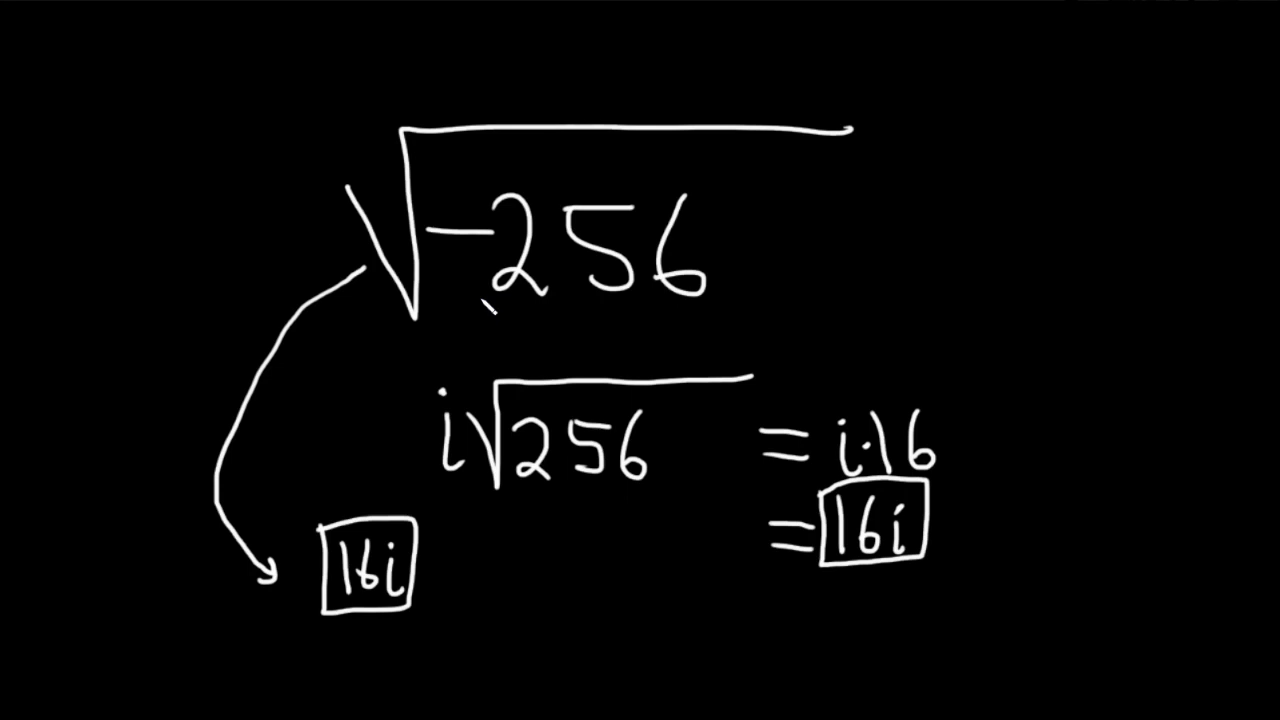 √-256
i√256 = i·16
= 16i
16i